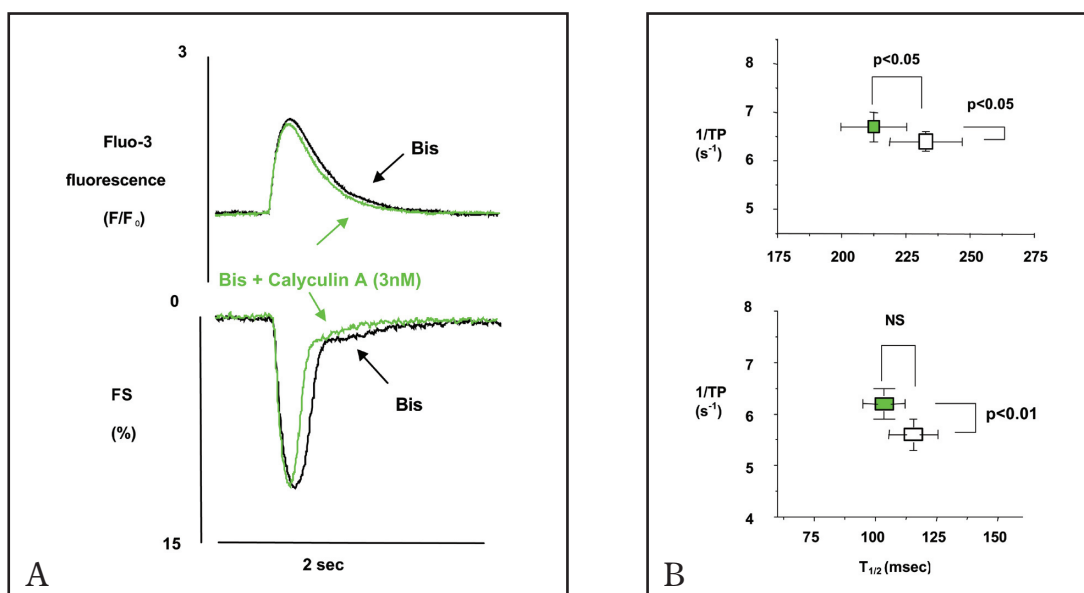 3
Fluo-3
fluorescence
(F/F₀)
Bis
Bis + Calyculin A (3nM)
0
FS
(%)
Bis
15
2 sec
A
8
7
6
5
1/TP
(s⁻¹)
p<0.05
p<0.05
175 200 225 250 275
8
7
6
5
4
1/TP
(s⁻¹)
NS
p<0.01
75 100 125 150
T₁/₂ (msec)
B